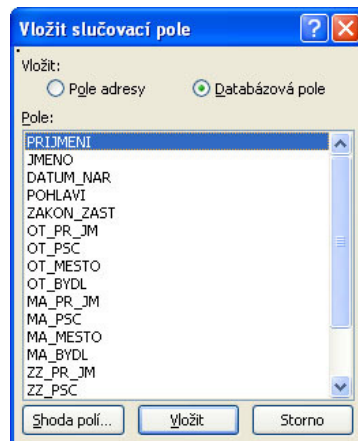 Vložit slučovací pole
Vložit:
Pole adresy
Databázová pole
Pole:
PRIJMENI
JMENO
DATUM_NAR
POHLAVI
ZAKON_ZAST
OT_PR_JM
OT_PSC
OT_MESTO
OT_BYDL
MA_PR_JM
MA_PSC
MA_MESTO
MA_BYDL
ZZ_PR_JM
ZZ_PSC
Shoda polí...
Vložit
Storno